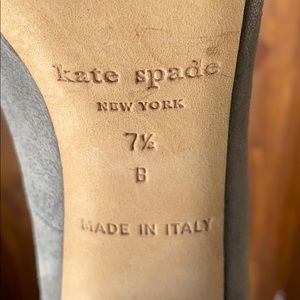 kate spade
NEW YORK
7½
B
MADE IN ITALY